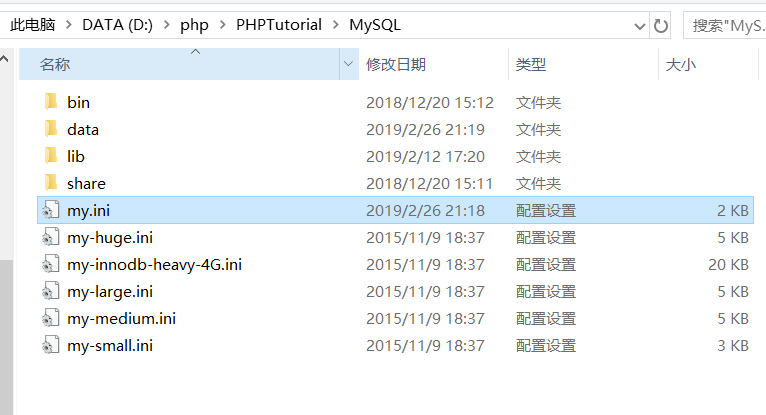 此电脑 > DATA (D:) > php > PHPTutorial > MySQL 搜索"MyS...
名称 修改日期 类型 大小
bin 2018/12/20 15:12 文件夹
data 2019/2/26 21:19 文件夹
lib 2019/2/12 17:20 文件夹
share 2018/12/20 15:11 文件夹
my.ini 2019/2/26 21:18 配置设置 2 KB
my-huge.ini 2015/11/9 18:37 配置设置 5 KB
my-innodb-heavy-4G.ini 2015/11/9 18:37 配置设置 20 KB
my-large.ini 2015/11/9 18:37 配置设置 5 KB
my-medium.ini 2015/11/9 18:37 配置设置 5 KB
my-small.ini 2015/11/9 18:37 配置设置 3 KB